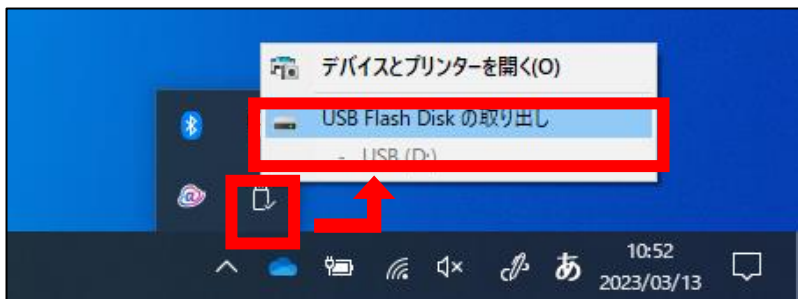 デバイスとプリンターを開く(O)
USB Flash Disk の取り出し
- USB (D:)
あ
10:52
2023/03/13